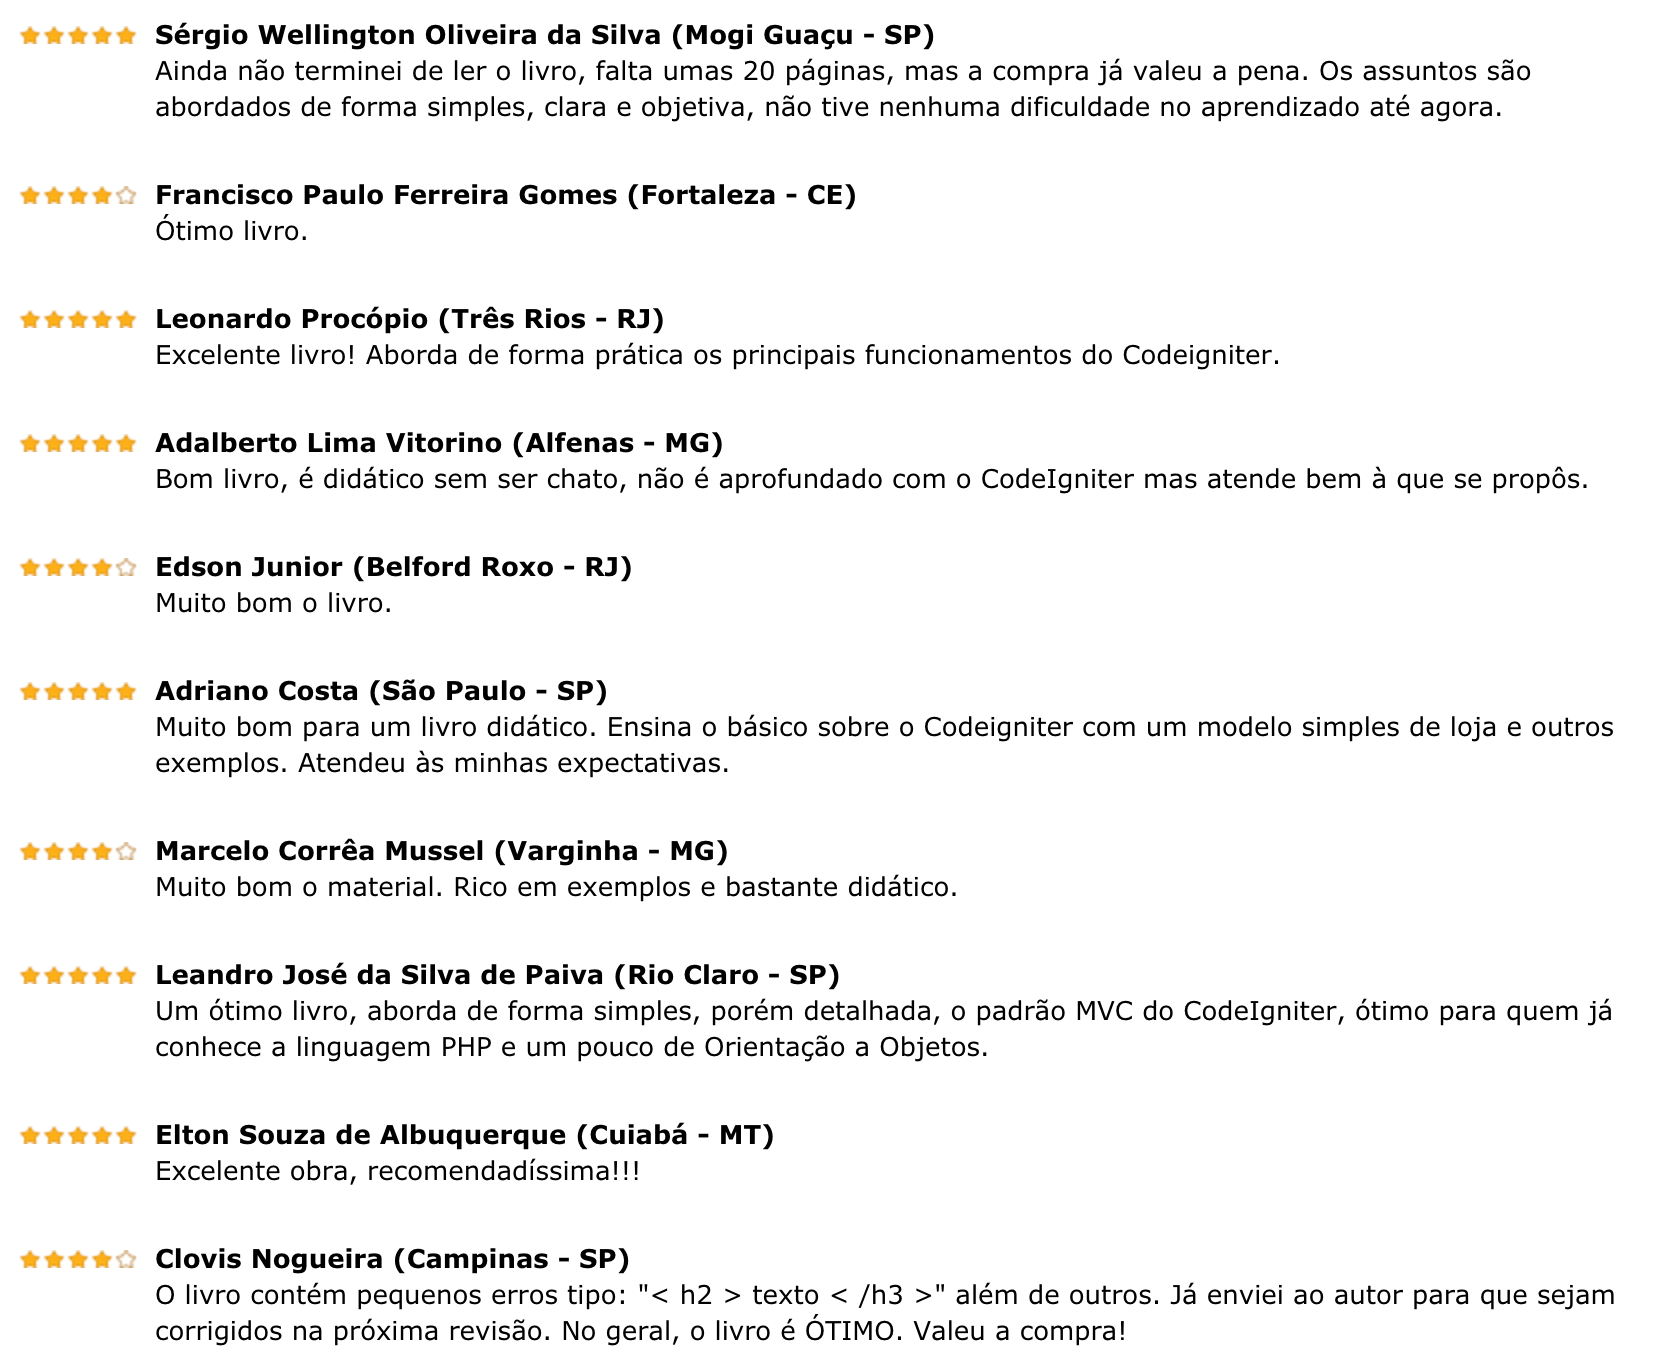 Sérgio Wellington Oliveira da Silva (Mogi Guaçu - SP)
Ainda não terminei de ler o livro, falta umas 20 páginas, mas a compra já valeu a pena. Os assuntos são
abordados de forma simples, clara e objetiva, não tive nenhuma dificuldade no aprendizado até agora.
Francisco Paulo Ferreira Gomes (Fortaleza - CE)
Ótimo livro.
Leonardo Procópio (Três Rios - RJ)
Excelente livro! Aborda de forma prática os principais funcionamentos do Codeigniter.
Adalberto Lima Vitorino (Alfenas - MG)
Bom livro, é didático sem ser chato, não é aprofundado com o CodeIgniter mas atende bem à que se propôs.
Edson Junior (Belford Roxo - RJ)
Muito bom o livro.
Adriano Costa (São Paulo - SP)
Muito bom para um livro didático. Ensina o básico sobre o Codeigniter com um modelo simples de loja e outros
exemplos. Atendeu às minhas expectativas.
Marcelo Corrêa Mussel (Varginha - MG)
Muito bom o material. Rico em exemplos e bastante didático.
Leandro José da Silva de Paiva (Rio Claro - SP)
Um ótimo livro, aborda de forma simples, porém detalhada, o padrão MVC do CodeIgniter, ótimo para quem já
conhece a linguagem PHP e um pouco de Orientação a Objetos.
Elton Souza de Albuquerque (Cuiabá - MT)
Excelente obra, recomendadíssima!!!
Clovis Nogueira (Campinas - SP)
O livro contém pequenos erros tipo: "< h2 > texto < /h3 >" além de outros. Já enviei ao autor para que sejam
corrigidos na próxima revisão. No geral, o livro é ÓTIMO. Valeu a compra!